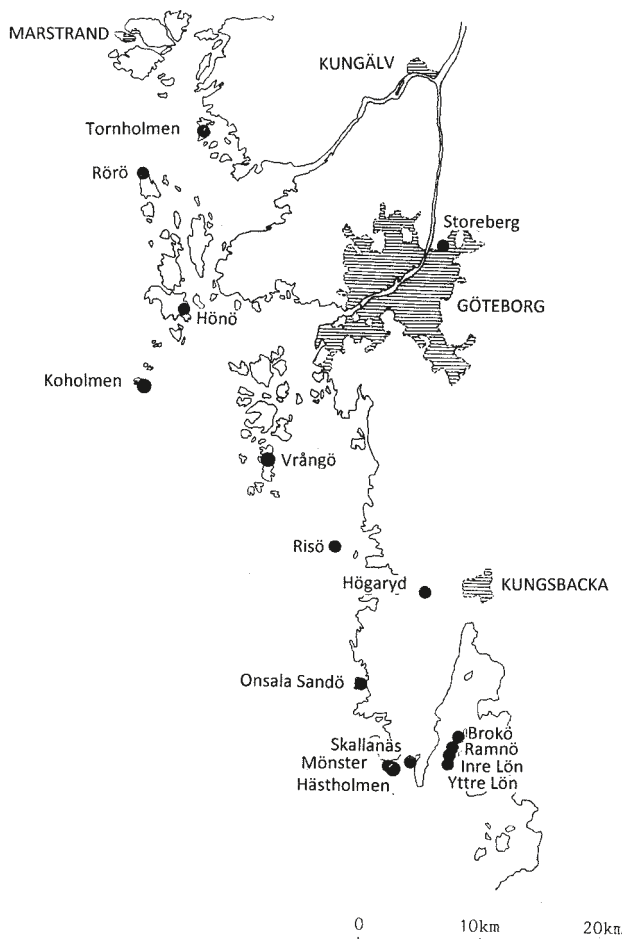 MARSTRAND
KUNGÄLV
Tornholmen
Rörö
Storeberg
GÖTEBORG
Hönö
Koholmen
Vrångö
Risö
Högaryd
KUNGSBACKA
Onsala Sandö
Brokö
Skallanäs
Ramnö
Mönster
Inre Lön
Hästholmen
Yttre Lön
0 10km 20km